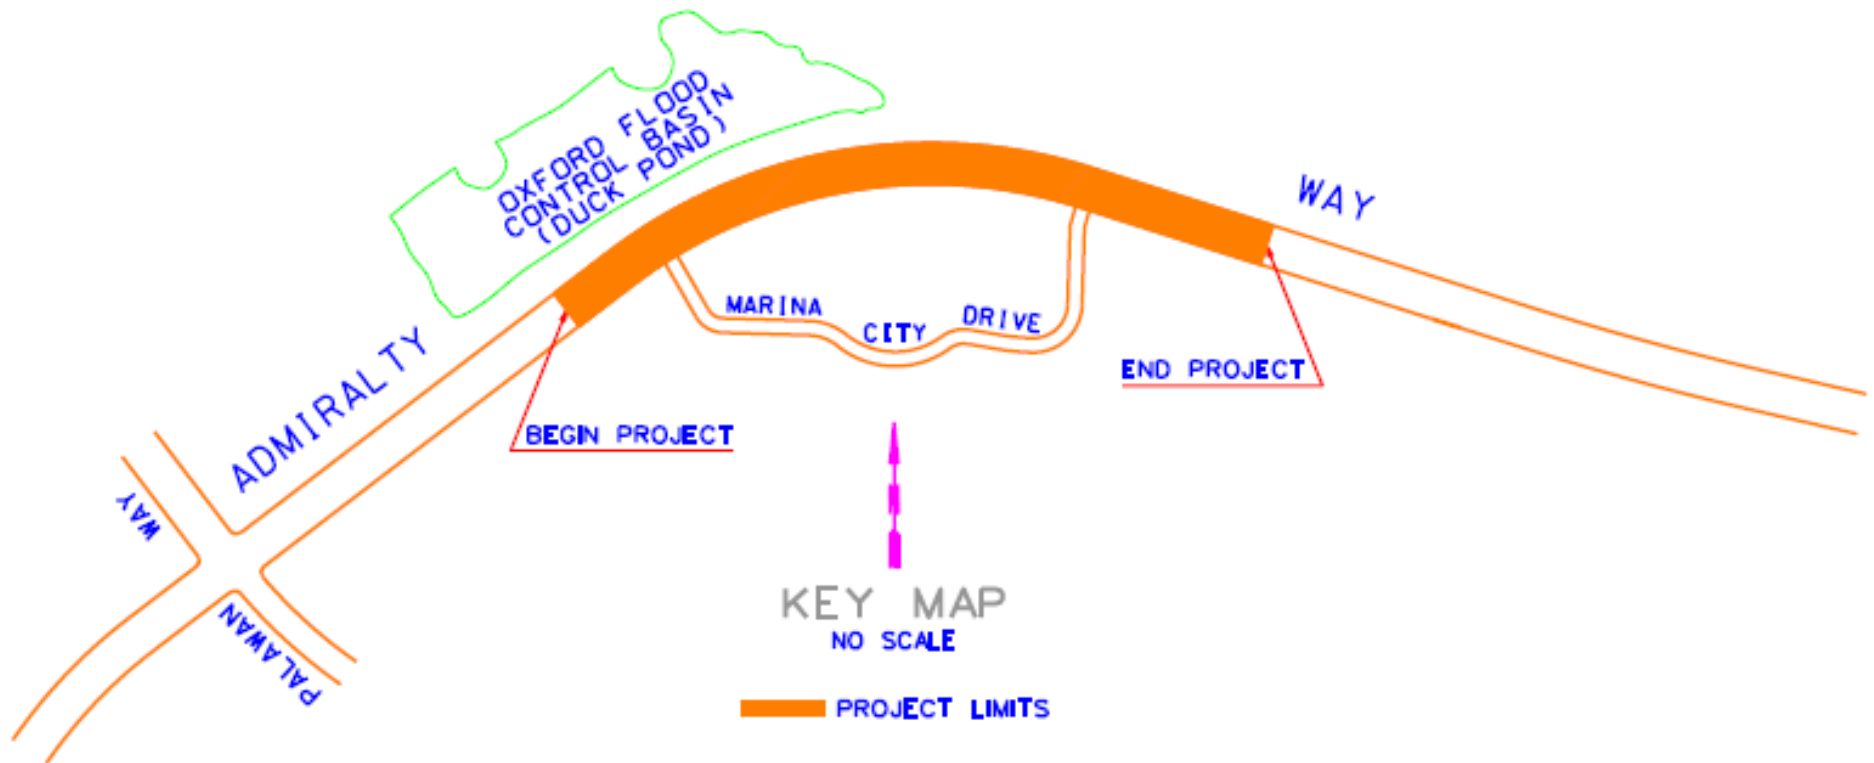 OXFORD FLOOD
CONTROL BASIN
(DUCK POND)
ADMIRALTY
WAY
MARINA
CITY
DRIVE
END PROJECT
BEGIN PROJECT
PALAWAN
WAY
KEY MAP
NO SCALE
PROJECT LIMITS